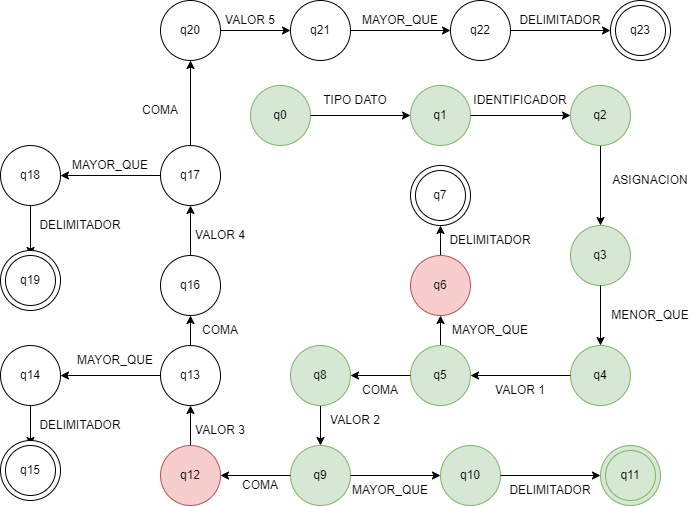 q20
VALOR 5
q21
MAYOR_QUE
q22
DELIMITADOR
q23
COMA
q0
TIPO DATO
q1
IDENTIFICADOR
q2
ASIGNACION
q18
MAYOR_QUE
q17
q7
DELIMITADOR
VALOR 4
DELIMITADOR
q3
q19
q16
q6
MENOR_QUE
COMA
MAYOR_QUE
q14
MAYOR_QUE
q13
q8
COMA
q5
VALOR 1
q4
DELIMITADOR
VALOR 3
VALOR 2
q15
q12
COMA
q9
MAYOR_QUE
q10
DELIMITADOR
q11